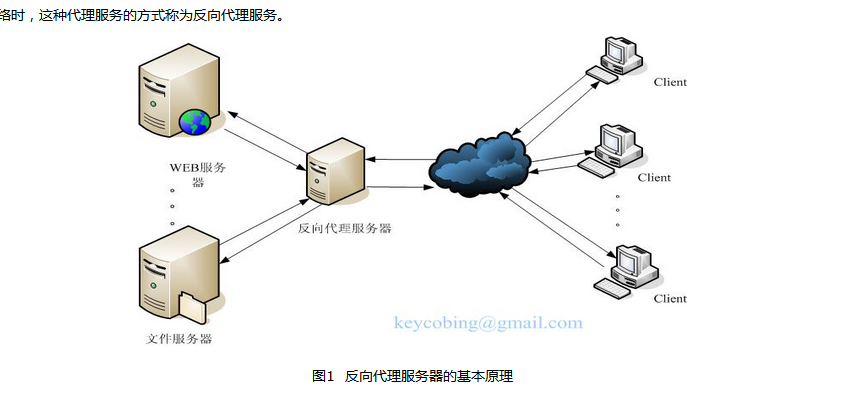 络时，这种代理服务的方式称为反向代理服务。
Client
WEB服务
器
Client
反向代理服务器
Client
keycobing@gmail.com
文件服务器
图1 反向代理服务器的基本原理